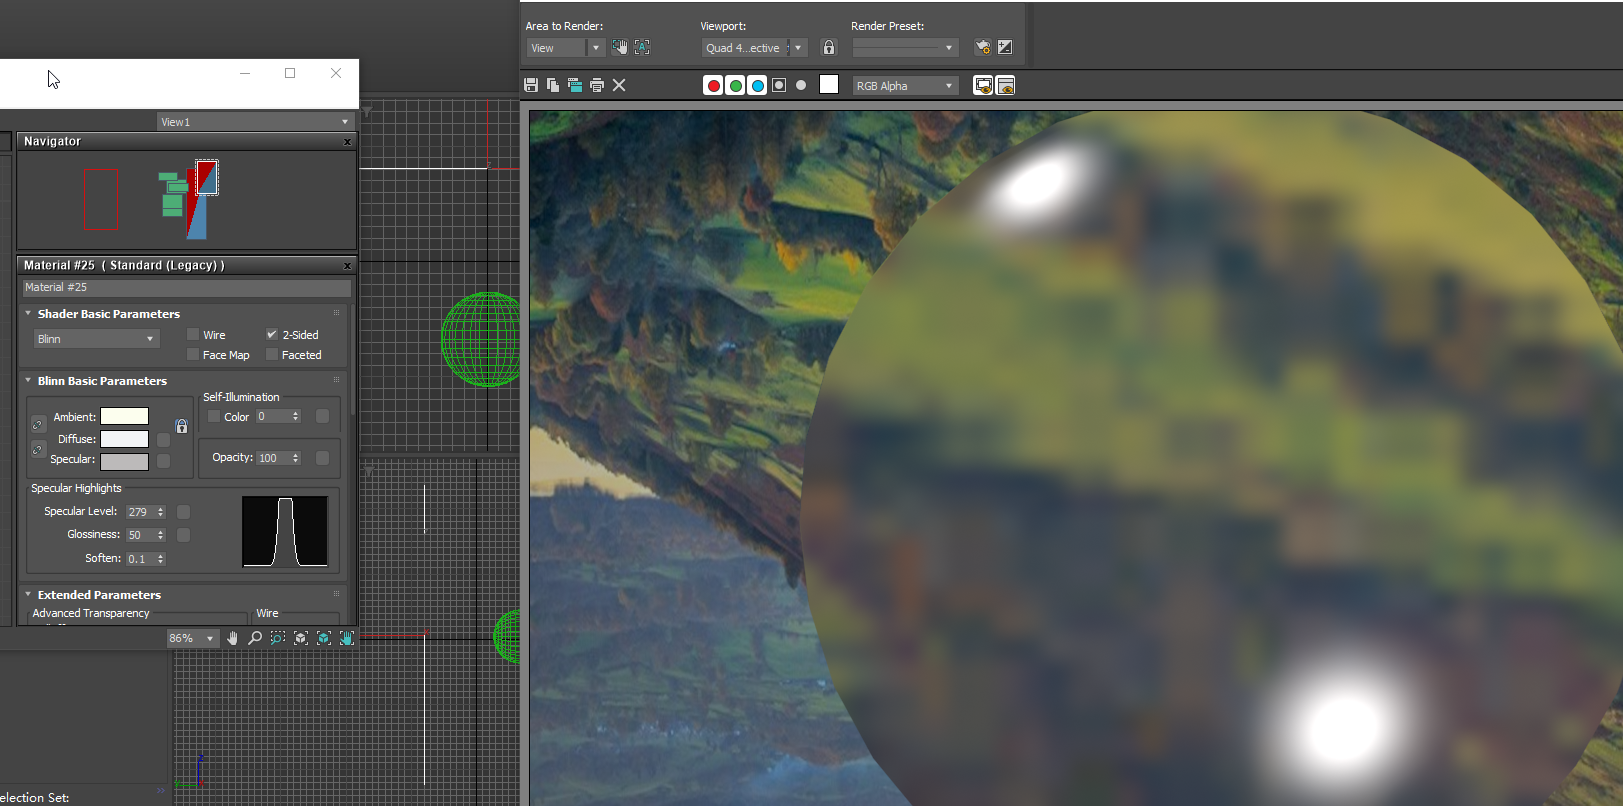 Area to Render:
Viewport:
Render Preset:
View
Quad 4...ective
RGB Alpha
View1
Navigator
Material #25 ( Standard (Legacy) )
Material #25
Shader Basic Parameters
Blinn
Wire
2-Sided
Face Map
Faceted
Blinn Basic Parameters
Self-Illumination
Ambient:
Color
0
Diffuse:
Specular:
Opacity:
100
Specular Highlights
Specular Level:
279
Glossiness:
50
Soften:
0.1
Extended Parameters
Advanced Transparency
Wire
86%
election Set: